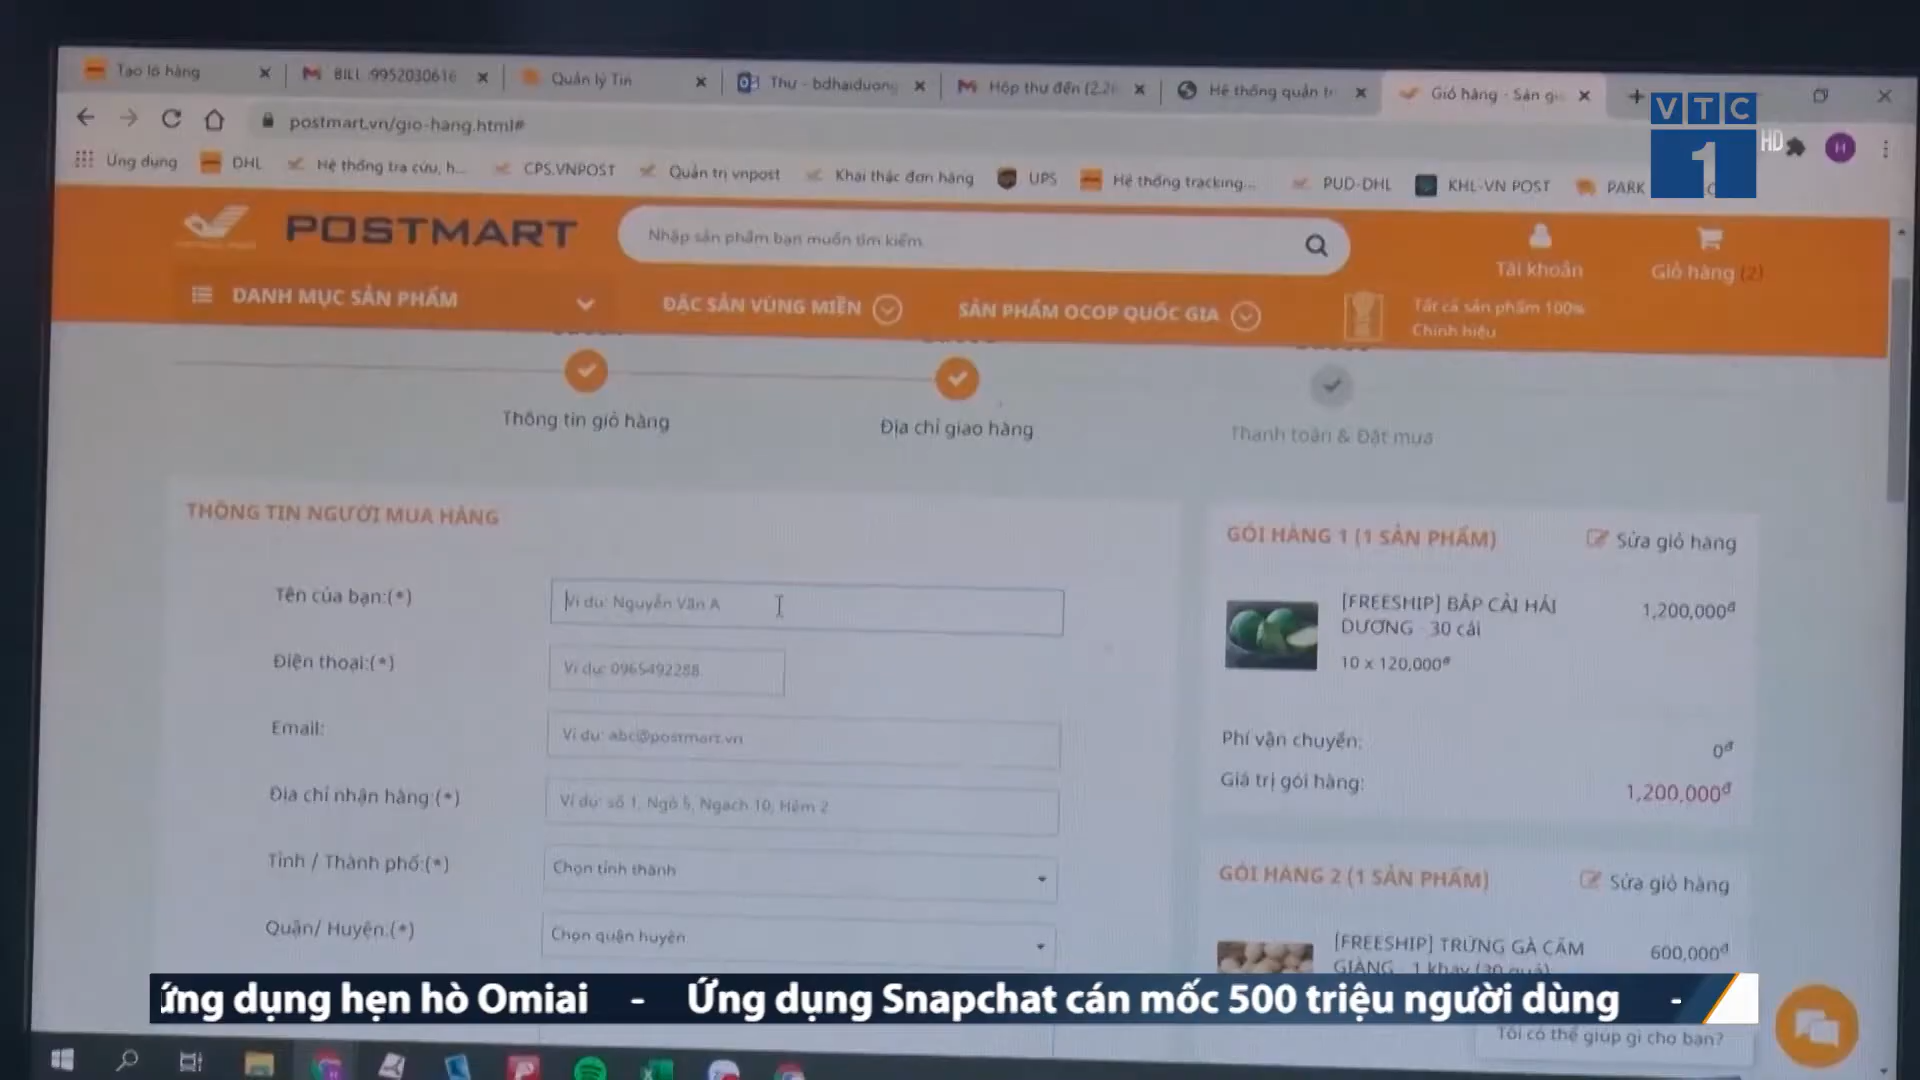 Tạo lô hàng
BILL :9952030616
Quản lý Tin
Thư - bdhaiduong
Hộp thư đến (2.2
Hệ thống quản tr
Giỏ hàng - Sàn gi
VTC
1
HD
postmart.vn/gio-hang.html#
H
Ứng dụng
DHL
Hệ thống tra cứu, h...
CPS.VNPOST
Quản trị vnpost
Khai thác đơn hàng
UPS
Hệ thống tracking...
PUD-DHL
KHL-VN POST
PARK
POSTMART
Nhập sản phẩm bạn muốn tìm kiếm
Tài khoản
Giỏ hàng (2)
DANH MỤC SẢN PHẨM
ĐẶC SẢN VÙNG MIỀN
SẢN PHẨM OCOP QUỐC GIA
Tất cả sản phẩm 100%
Chính hiệu
Thông tin giỏ hàng
Địa chỉ giao hàng
Thanh toán & Đặt mua
THÔNG TIN NGƯỜI MUA HÀNG
Tên của bạn:(*)
Ví dụ: Nguyễn Văn A
Điện thoại:(*)
Ví dụ: 0965492288
Email:
Ví dụ: abc@postmart.vn
Địa chỉ nhận hàng:(*)
Ví dụ: số 1, Ngõ 5, Ngách 10, Hẻm 2
Tỉnh / Thành phố:(*)
Chọn tỉnh thành
Quận/ Huyện:(*)
Chọn quận huyện
GÓI HÀNG 1 (1 SẢN PHẨM)
Sửa giỏ hàng
[FREESHIP] BẮP CẢI HẢI
DƯƠNG - 30 cái
1,200,000đ
10 x 120,000đ
Phí vận chuyển:
0đ
Giá trị gói hàng:
1,200,000đ
GÓI HÀNG 2 (1 SẢN PHẨM)
Sửa giỏ hàng
[FREESHIP] TRỨNG GÀ CẨM
GIÀNG - 1 khay (30 quả)
600,000đ
ứng dụng hẹn hò Omiai - Ứng dụng Snapchat cán mốc 500 triệu người dùng -
Tôi có thể giúp gì cho bạn?